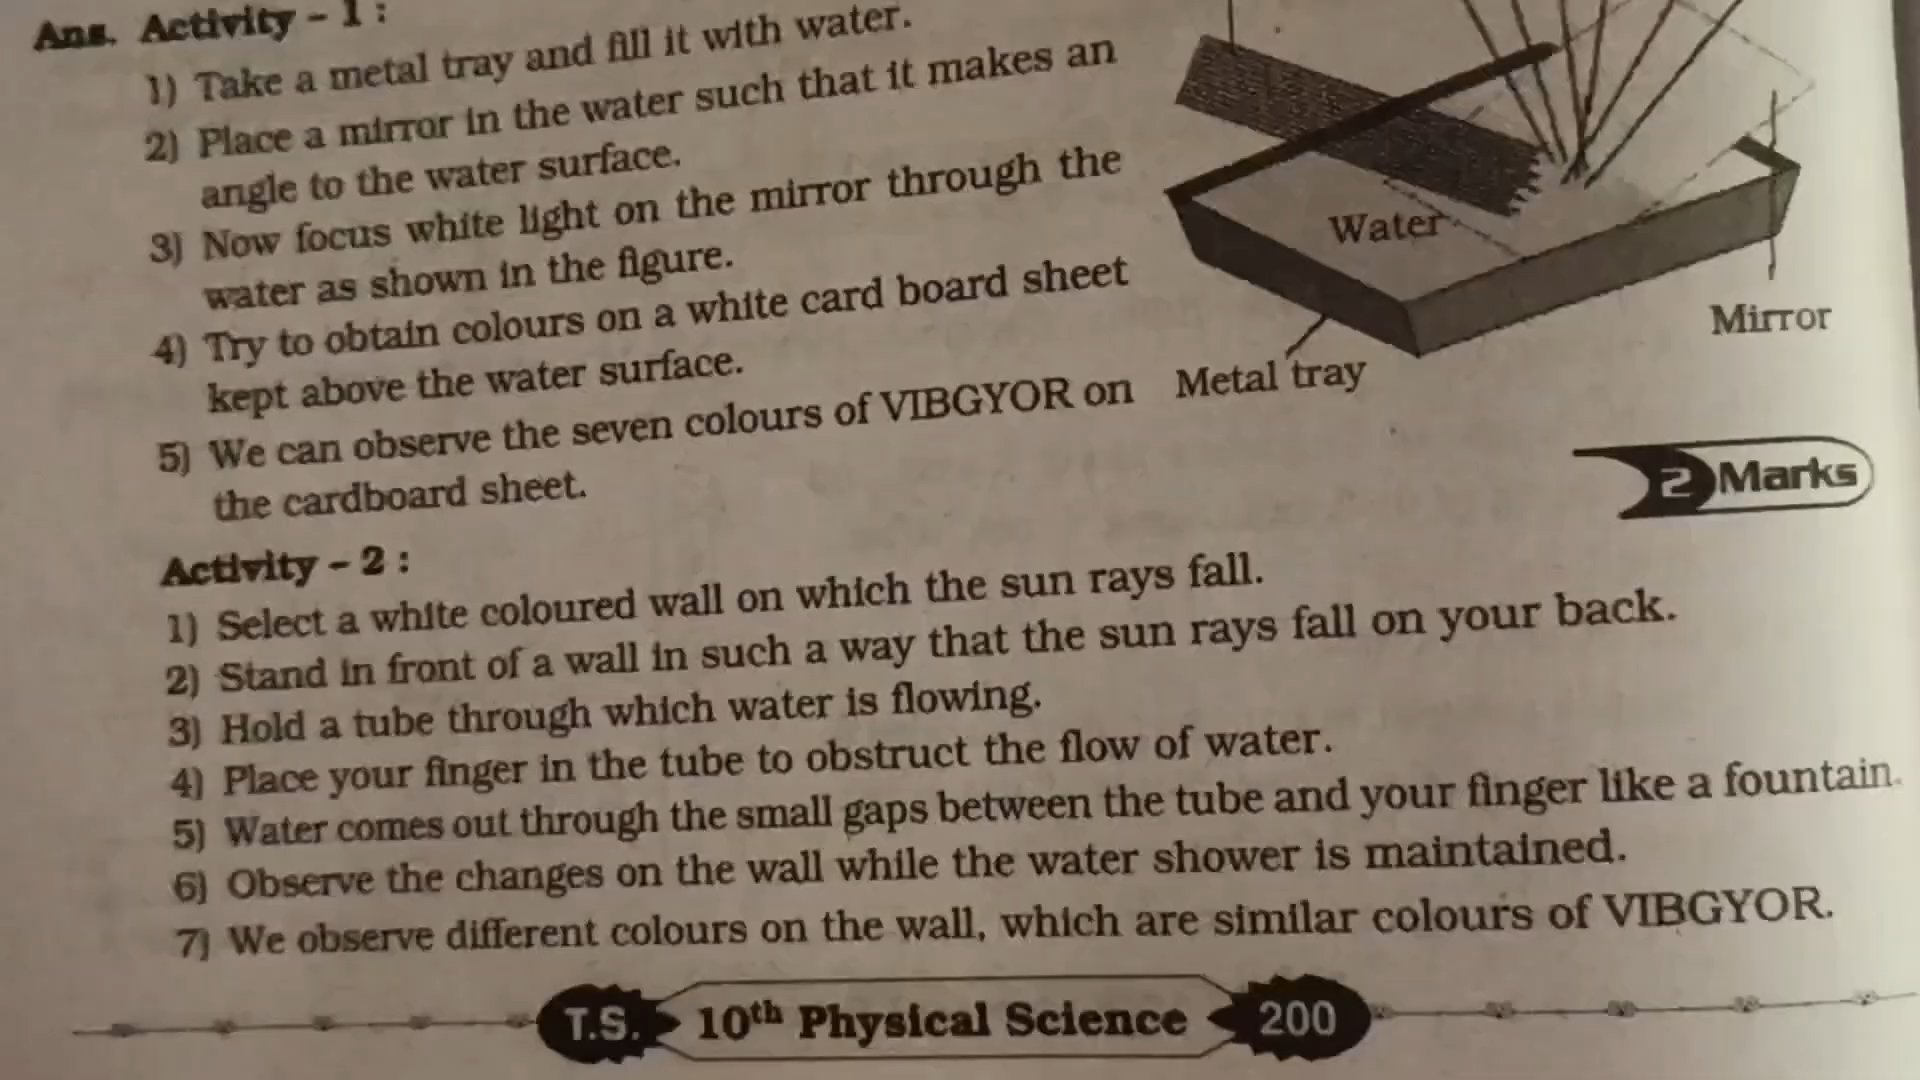 Ans. Activity - 1 :
1) Take a metal tray and fill it with water.
2) Place a mirror in the water such that it makes an
angle to the water surface.
3) Now focus white light on the mirror through the
water as shown in the figure.
4) Try to obtain colours on a white card board sheet
kept above the water surface.
5) We can observe the seven colours of VIBGYOR on
the cardboard sheet.
Water
Mirror
Metal tray
2 Marks
Activity - 2 :
1) Select a white coloured wall on which the sun rays fall.
2) Stand in front of a wall in such a way that the sun rays fall on your back.
3) Hold a tube through which water is flowing.
4) Place your finger in the tube to obstruct the flow of water.
5) Water comes out through the small gaps between the tube and your finger like a fountain.
6) Observe the changes on the wall while the water shower is maintained.
7) We observe different colours on the wall, which are similar colours of VIBGYOR.
T.S. 10th Physical Science 200